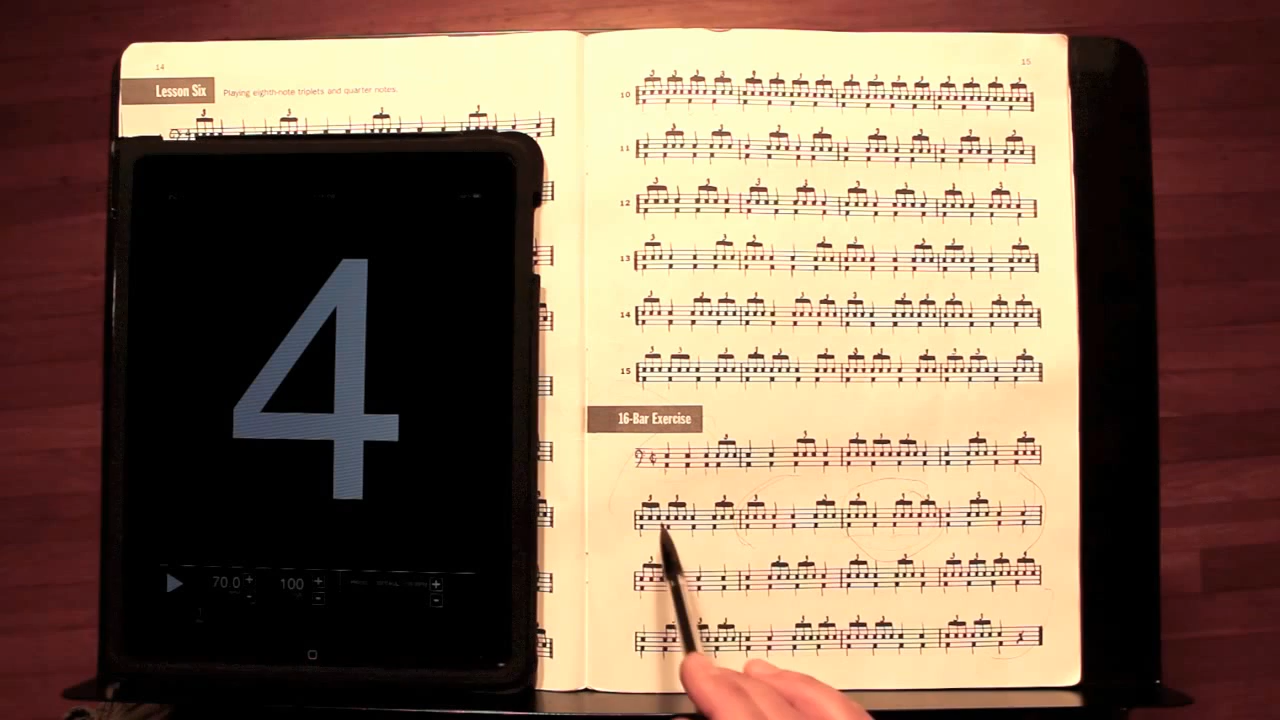 14
Lesson Six Playing eighth-note triplets and quarter notes.
4
70.0 + 100 + +
- - -
15
10
11
12
13
14
15
16-Bar Exercise